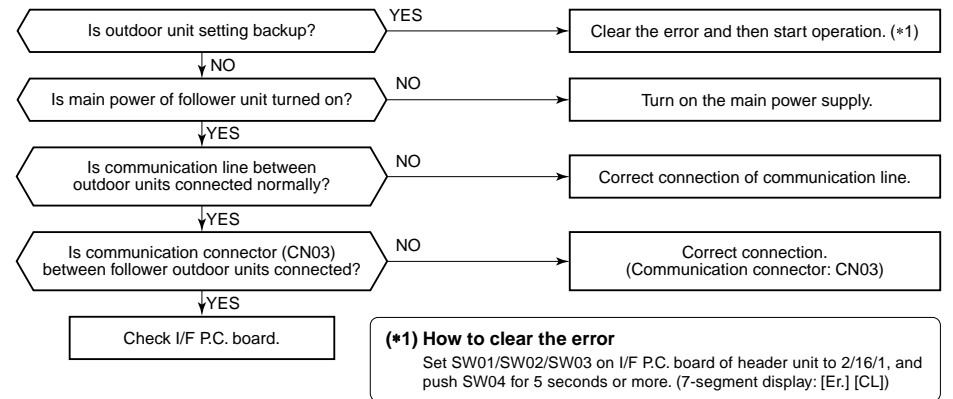 Is outdoor unit setting backup?
YES
Clear the error and then start operation. (*1)
NO
Is main power of follower unit turned on?
NO
Turn on the main power supply.
YES
Is communication line between
outdoor units connected normally?
NO
Correct connection of communication line.
YES
Is communication connector (CN03)
between follower outdoor units connected?
NO
Correct connection.
(Communication connector: CN03)
YES
Check I/F P.C. board.
(*1) How to clear the error
Set SW01/SW02/SW03 on I/F P.C. board of header unit to 2/16/1, and
push SW04 for 5 seconds or more. (7-segment display: [Er.] [CL])